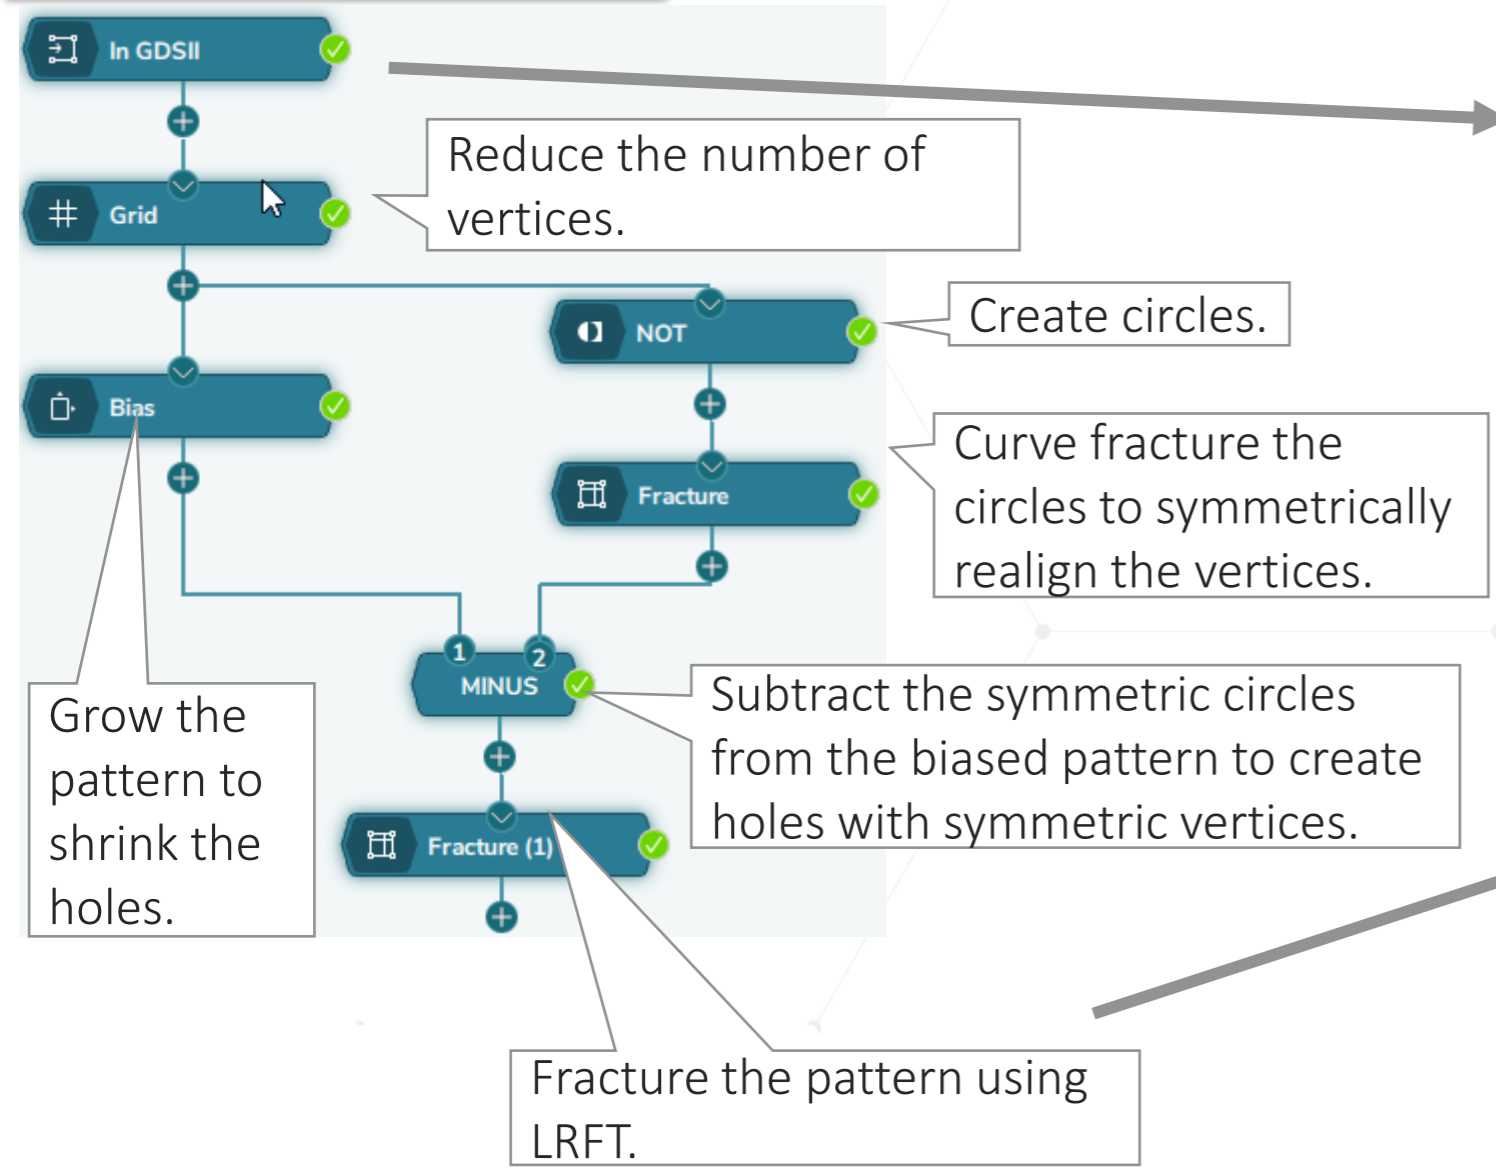 In GDSII
Reduce the number of
vertices.
Grid
Create circles.
NOT
Bias
Curve fracture the
circles to symmetrically
realign the vertices.
Fracture
1
2
MINUS
Grow the
pattern to
shrink the
holes.
Subtract the symmetric circles
from the biased pattern to create
holes with symmetric vertices.
Fracture (1)
Fracture the pattern using
LRFT.